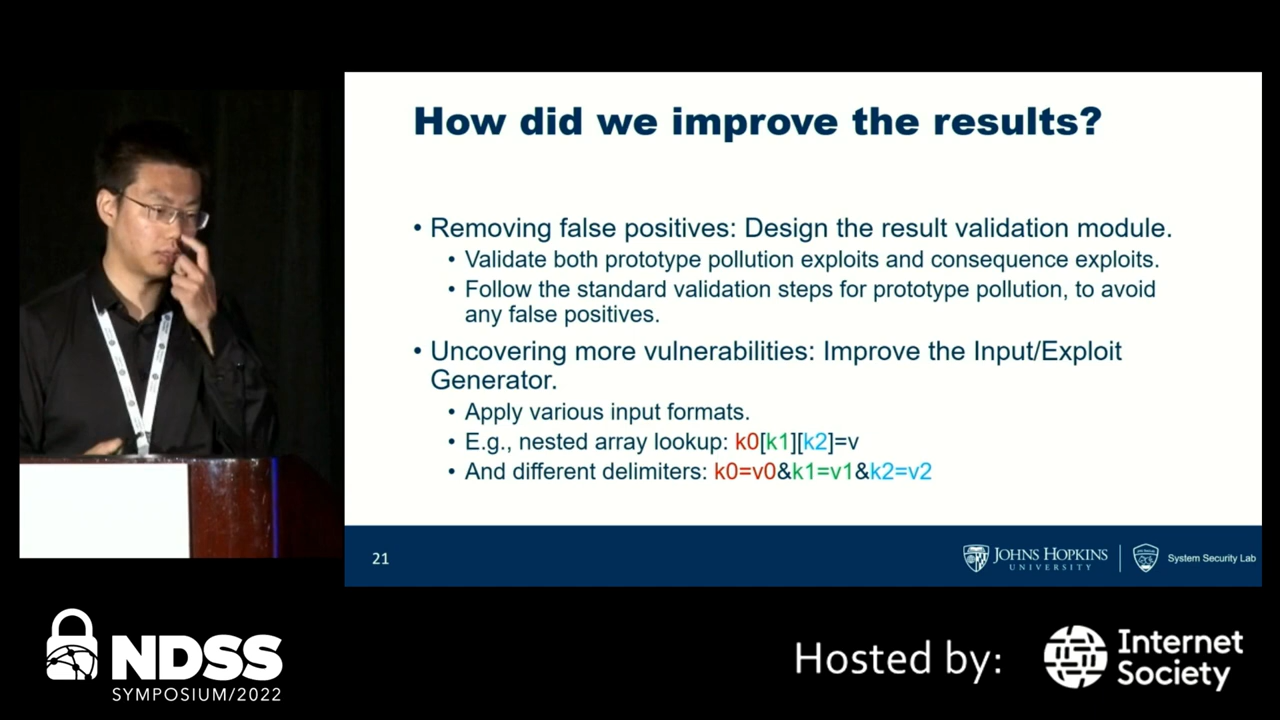 How did we improve the results?
• Removing false positives: Design the result validation module.
• Validate both prototype pollution exploits and consequence exploits.
• Follow the standard validation steps for prototype pollution, to avoid
any false positives.
• Uncovering more vulnerabilities: Improve the Input/Exploit
Generator.
• Apply various input formats.
• E.g., nested array lookup: k0[k1][k2]=v
• And different delimiters: k0=v0&k1=v1&k2=v2
21
JOHNS HOPKINS
UNIVERSITY
System Security Lab
NDSS
SYMPOSIUM/2022
Hosted by:
Internet
Society